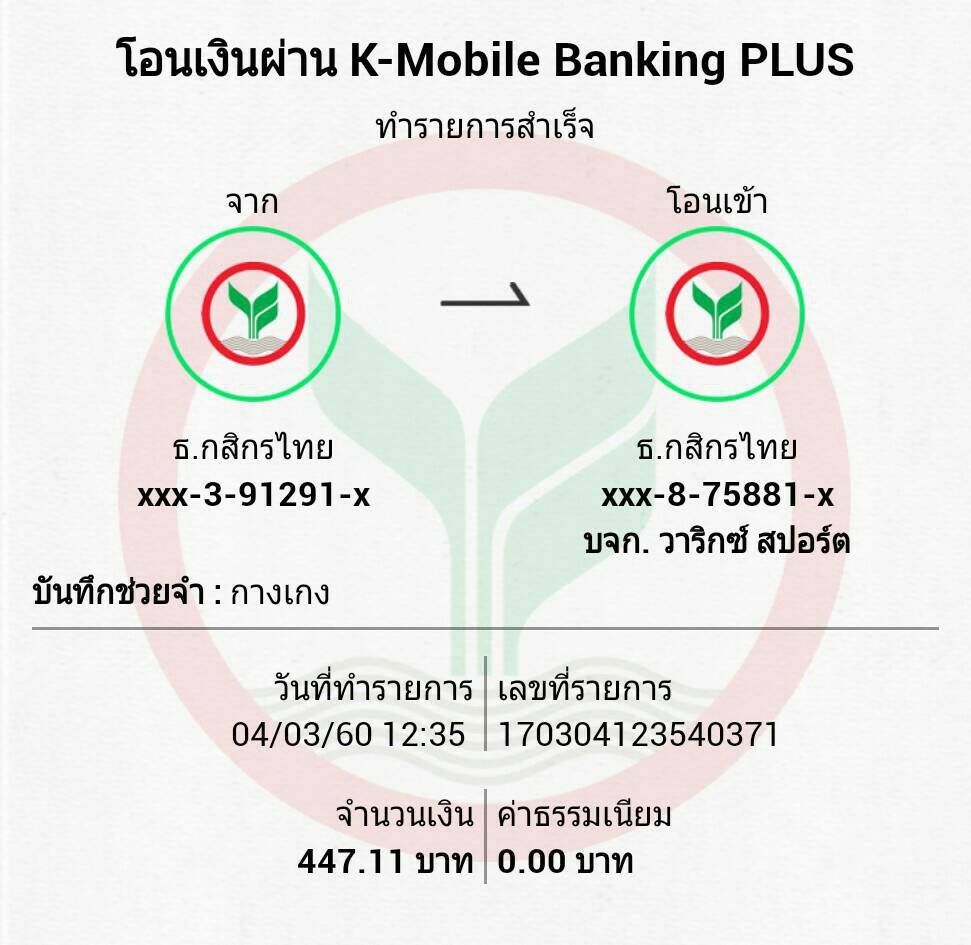 โอนเงินผ่าน K-Mobile Banking PLUS
ทำรายการสำเร็จ
จาก
โอนเข้า
ธ.กสิกรไทย
xxx-3-91291-x
ธ.กสิกรไทย
xxx-8-75881-x
บจก. วาริกซ์ สปอร์ต
บันทึกช่วยจำ : กางเกง
วันที่ทำรายการ
04/03/60 12:35
เลขที่รายการ
170304123540371
จำนวนเงิน
447.11 บาท
ค่าธรรมเนียม
0.00 บาท